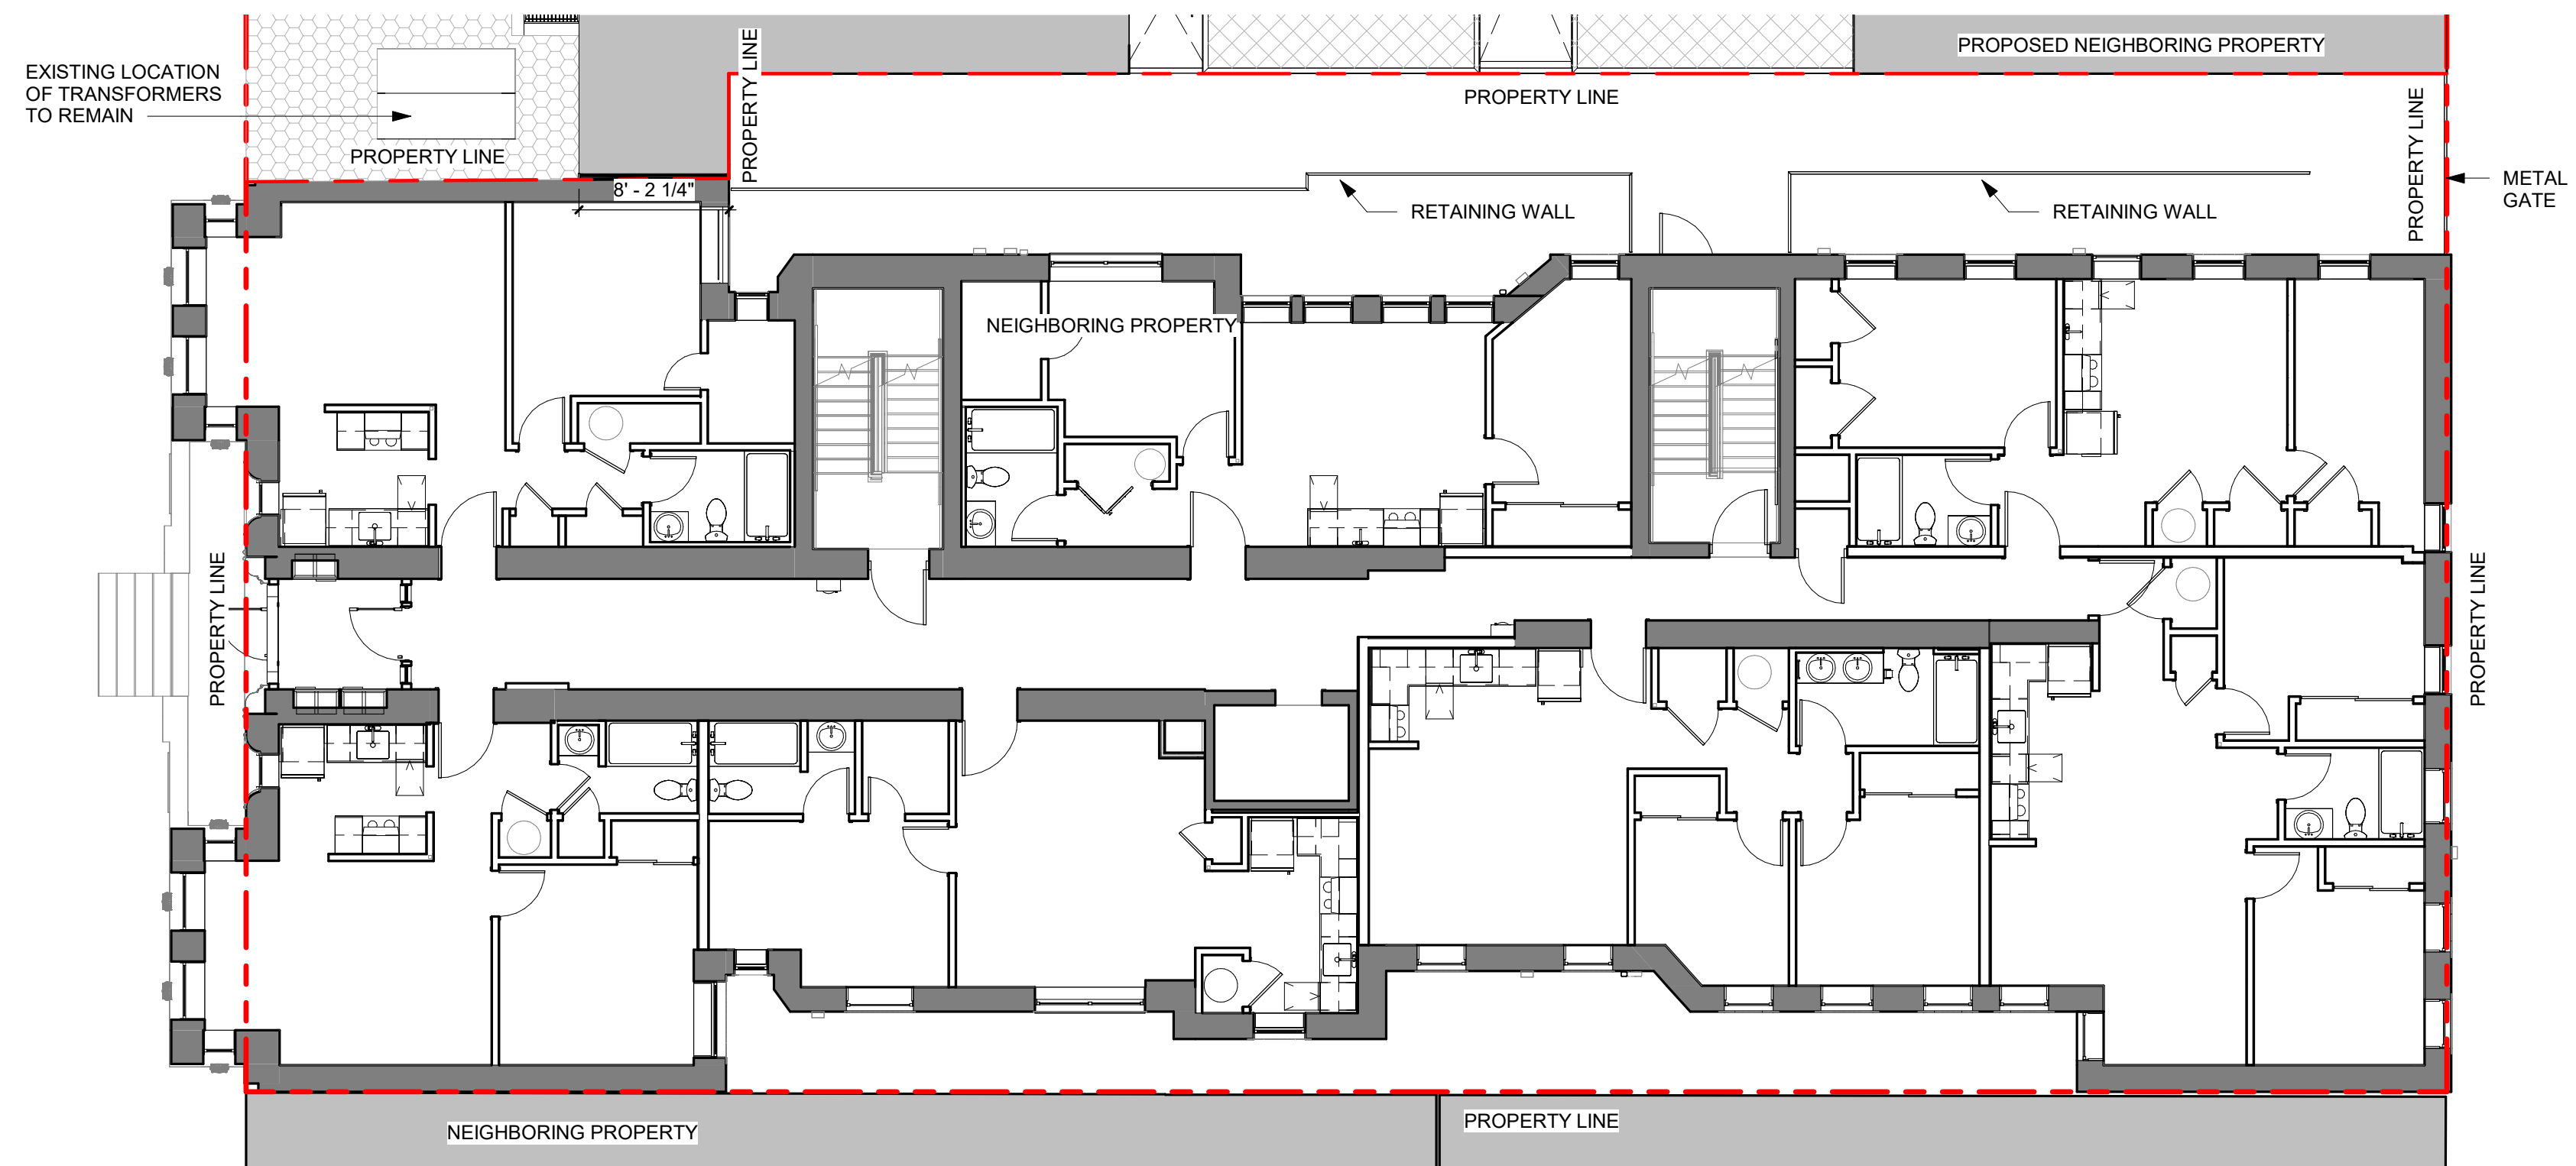 PROPOSED NEIGHBORING PROPERTY
EXISTING LOCATION
OF TRANSFORMERS
TO REMAIN
PROPERTY LINE
PROPERTY LINE
PROPERTY LINE
PROPERTY LINE
8' - 2 1/4"
RETAINING WALL
RETAINING WALL
METAL
GATE
NEIGHBORING PROPERTY
PROPERTY LINE
PROPERTY LINE
NEIGHBORING PROPERTY
PROPERTY LINE